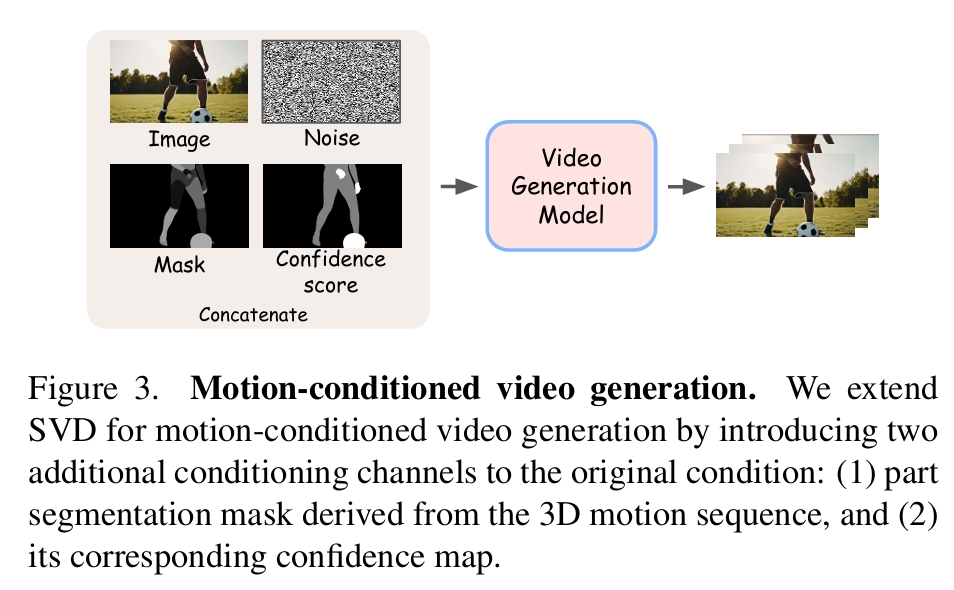 Image
Noise
Mask
Confidence
score
Concatenate
Video
Generation
Model
Figure 3. Motion-conditioned video generation. We extend
SVD for motion-conditioned video generation by introducing two
additional conditioning channels to the original condition: (1) part
segmentation mask derived from the 3D motion sequence, and (2)
its corresponding confidence map.